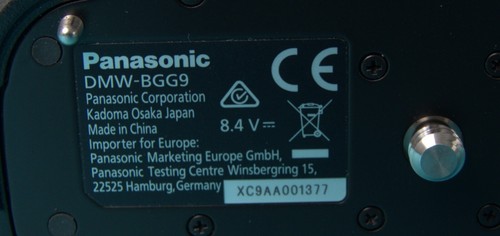 Panasonic
DMW-BGG9
Panasonic Corporation
Kadoma Osaka Japan
Made in China
8.4 V⎓
CE
Importer for Europe:
Panasonic Marketing Europe GmbH,
Panasonic Testing Centre Winsbergring 15,
22525 Hamburg,Germany
XC9AA001377